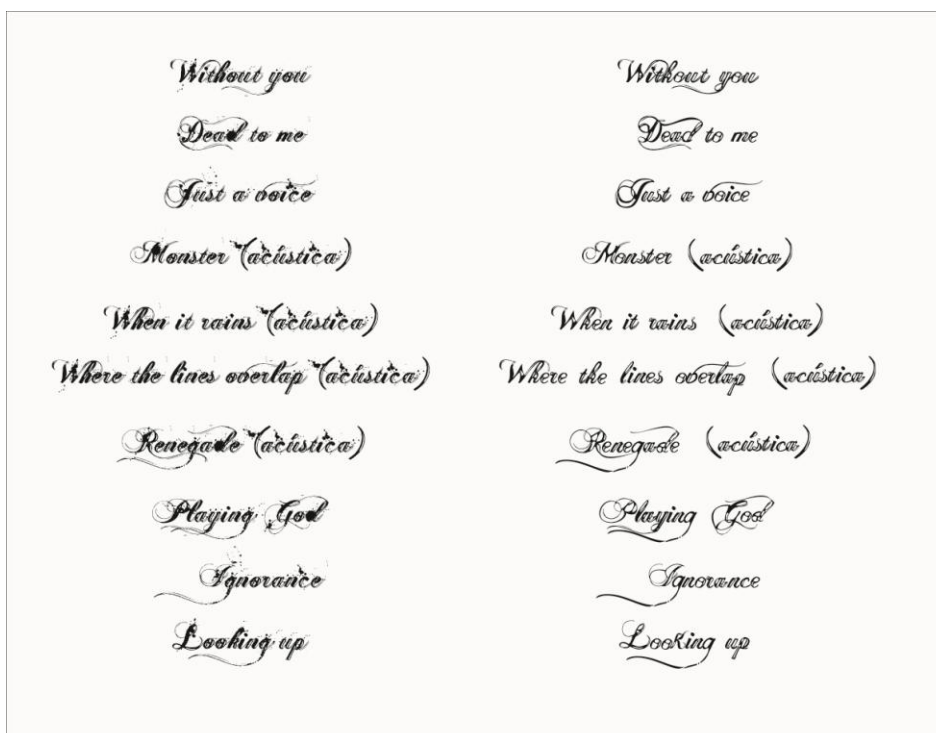 Without you
Dead to me
Just a voice
Monster (acústica)
When it rains (acústica)
Where the lines overlap (acústica)
Renegade (acústica)
Playing God
Ignorance
Looking up
Without you
Dead to me
Just a voice
Monster (acústica)
When it rains (acústica)
Where the lines overlap (acústica)
Renegade (acústica)
Playing God
Ignorance
Looking up